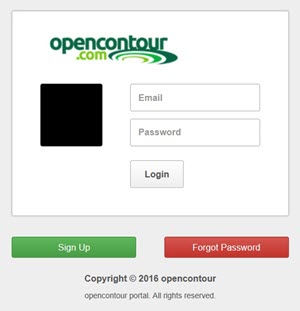 opencontour
.com
Email
Password
Login
Sign Up
Forgot Password
Copyright © 2016 opencontour
opencontour portal. All rights reserved.